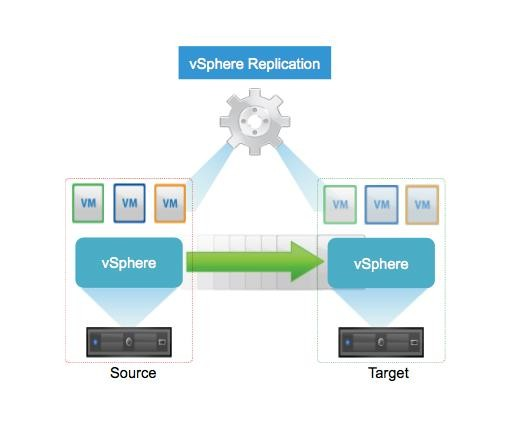 vSphere Replication
VM VM VM
VM VM VM
vSphere
vSphere
Source
Target